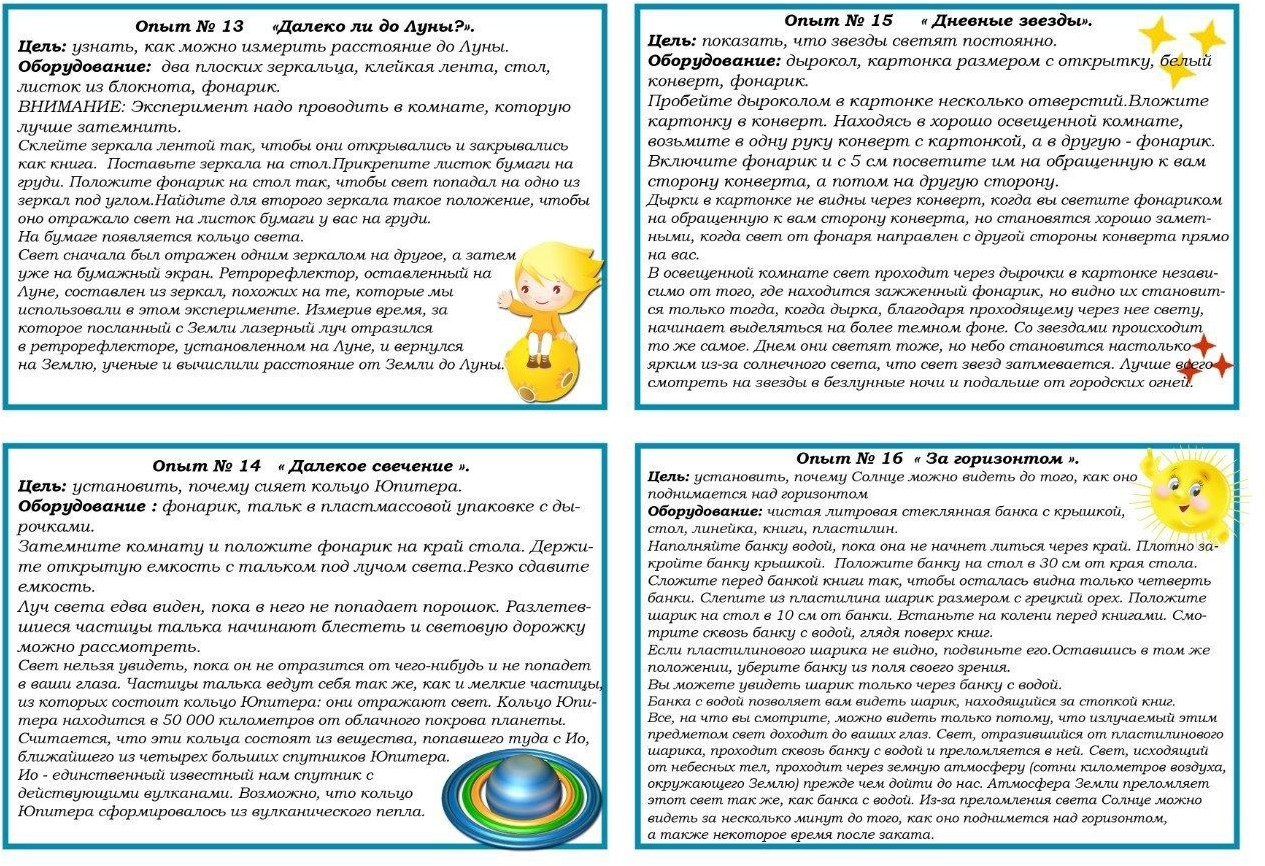 Опыт № 13 «Далеко ли до Луны?».
Цель: узнать, как можно измерить расстояние до Луны.
Оборудование: два плоских зеркальца, клейкая лента, стол,
листок из блокнота, фонарик.
ВНИМАНИЕ: Эксперимент надо проводить в комнате, которую
лучше затемнить.
Склейте зеркала лентой так, чтобы они открывались и закрывались
как книга. Поставьте зеркала на стол.Прикрепите листок бумаги на
груди. Положите фонарик на стол так, чтобы свет попадал на одно из
зеркал под углом.Найдите для второго зеркала такое положение, чтобы
оно отражало свет на листок бумаги у вас на груди.
На бумаге появляется кольцо света.
Свет сначала был отражен одним зеркалом на другое, а затем
уже на бумажный экран. Ретрорефлектор, оставленный на
Луне, составлен из зеркал, похожих на те, которые мы
использовали в этом эксперименте. Измерив время, за
которое посланный с Земли лазерный луч отразился
в ретрорефлекторе, установленном на Луне, и вернулся
на Землю, ученые и вычислили расстояние от Земли до Луны.
Опыт № 15 « Дневные звезды».
Цель: показать, что звезды светят постоянно.
Оборудование: дырокол, картонка размером с открытку, белый
конверт, фонарик.
Пробейте дыроколом в картонке несколько отверстий.Вложите
картонку в конверт. Находясь в хорошо освещенной комнате,
возьмите в одну руку конверт с картонкой, а в другую - фонарик.
Включите фонарик и с 5 см посветите им на обращенную к вам
сторону конверта, а потом на другую сторону.
Дырки в картонке не видны через конверт, когда вы светите фонариком
на обращенную к вам сторону конверта, но становятся хорошо замет-
ными, когда свет от фонаря направлен с другой стороны конверта прямо
на вас.
В освещенной комнате свет проходит через дырочки в картонке незави-
симо от того, где находится зажженный фонарик, но видно их становит-
ся только тогда, когда дырка, благодаря проходящему через нее свету,
начинает выделяться на более темном фоне. Со звездами происходит
то же самое. Днем они светят тоже, но небо становится настолько
ярким из-за солнечного света, что свет звезд затмевается. Лучше всего
смотреть на звезды в безлунные ночи и подальше от городских огней.
Опыт № 14 « Далекое свечение ».
Цель: установить, почему сияет кольцо Юпитера.
Оборудование : фонарик, тальк в пластмассовой упаковке с ды-
рочками.
Затемните комнату и положите фонарик на край стола. Держи-
те открытую емкость с тальком под лучом света.Резко сдавите
емкость.
Луч света едва виден, пока в него не попадает порошок. Разлетев-
шиеся частицы талька начинают блестеть и световую дорожку
можно рассмотреть.
Свет нельзя увидеть, пока он не отразится от чего-нибудь и не попадет
в ваши глаза. Частицы талька ведут себя так же, как и мелкие частицы,
из которых состоит кольцо Юпитера: они отражают свет. Кольцо Юпи-
тера находится в 50 000 километров от облачного покрова планеты.
Считается, что эти кольца состоят из вещества, попавшего туда с Ио,
ближайшего из четырех больших спутников Юпитера.
Ио - единственный известный нам спутник с
действующими вулканами. Возможно, что кольцо
Юпитера сформировалось из вулканического пепла.
Опыт № 16 « За горизонтом ».
Цель: установить, почему Солнце можно видеть до того, как оно
поднимается над горизонтом
Оборудование: чистая литровая стеклянная банка с крышкой,
стол, линейка, книги, пластилин.
Наполняйте банку водой, пока она не начнет литься через край. Плотно за-
кройте банку крышкой. Положите банку на стол в 30 см от края стола.
Сложите перед банкой книги так, чтобы осталась видна только четверть
банки. Слепите из пластилина шарик размером с грецкий орех. Положите
шарик на стол в 10 см от банки. Встаньте на колени перед книгами. Смо-
трите сквозь банку с водой, глядя поверх книг.
Если пластилинового шарика не видно, подвиньте его.Оставшись в том же
положении, уберите банку из поля своего зрения.
Вы можете увидеть шарик только через банку с водой.
Банка с водой позволяет вам видеть шарик, находящийся за стопкой книг.
Все, на что вы смотрите, можно видеть только потому, что излучаемый этим
предметом свет доходит до ваших глаз. Свет, отразившийся от пластилинового
шарика, проходит сквозь банку с водой и преломляется в ней. Свет, исходящий
от небесных тел, проходит через земную атмосферу (сотни километров воздуха,
окружающего Землю) прежде чем дойти до нас. Атмосфера Земли преломляет
этот свет так же, как банка с водой. Из-за преломления света Солнце можно
видеть за несколько минут до того, как оно поднимется над горизонтом,
а также некоторое время после заката.